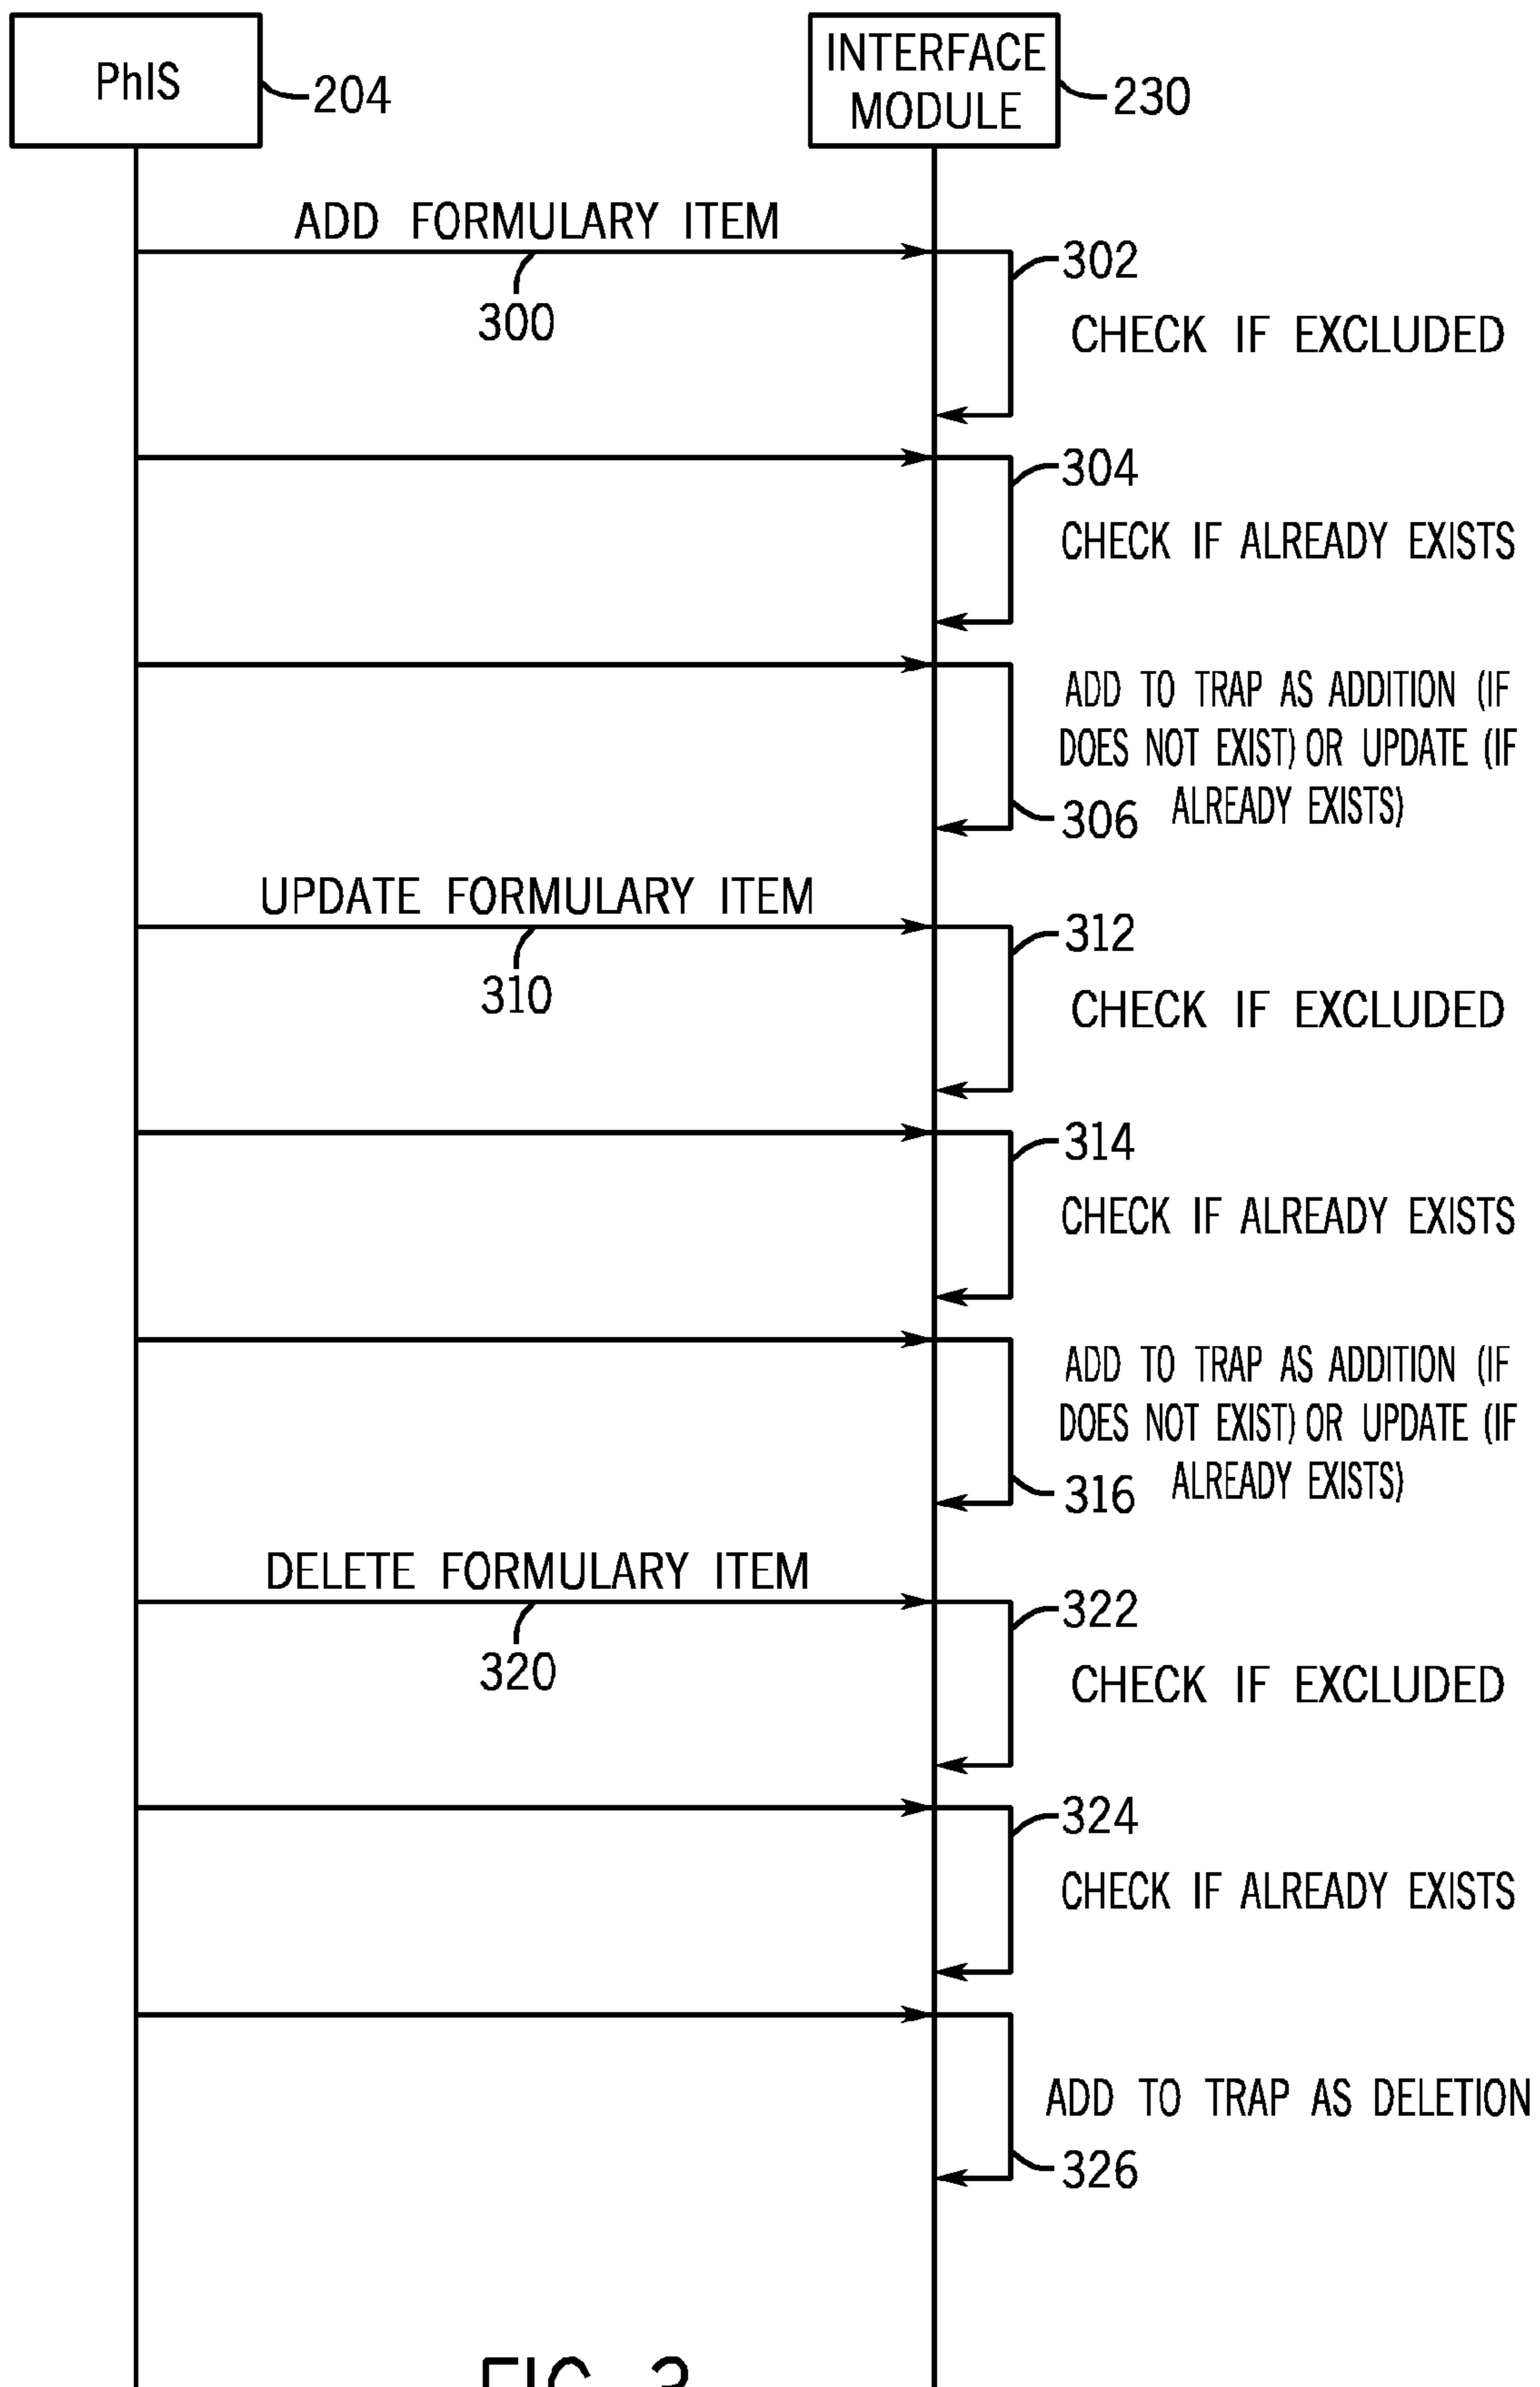 PhIS
204
INTERFACE
MODULE
230
ADD FORMULARY ITEM
300
302
CHECK IF EXCLUDED
304
CHECK IF ALREADY EXISTS
ADD TO TRAP AS ADDITION (IF
DOES NOT EXIST) OR UPDATE (IF
ALREADY EXISTS)
306
UPDATE FORMULARY ITEM
310
312
CHECK IF EXCLUDED
314
CHECK IF ALREADY EXISTS
ADD TO TRAP AS ADDITION (IF
DOES NOT EXIST) OR UPDATE (IF
ALREADY EXISTS)
316
DELETE FORMULARY ITEM
320
322
CHECK IF EXCLUDED
324
CHECK IF ALREADY EXISTS
ADD TO TRAP AS DELETION
326
FIG. 3